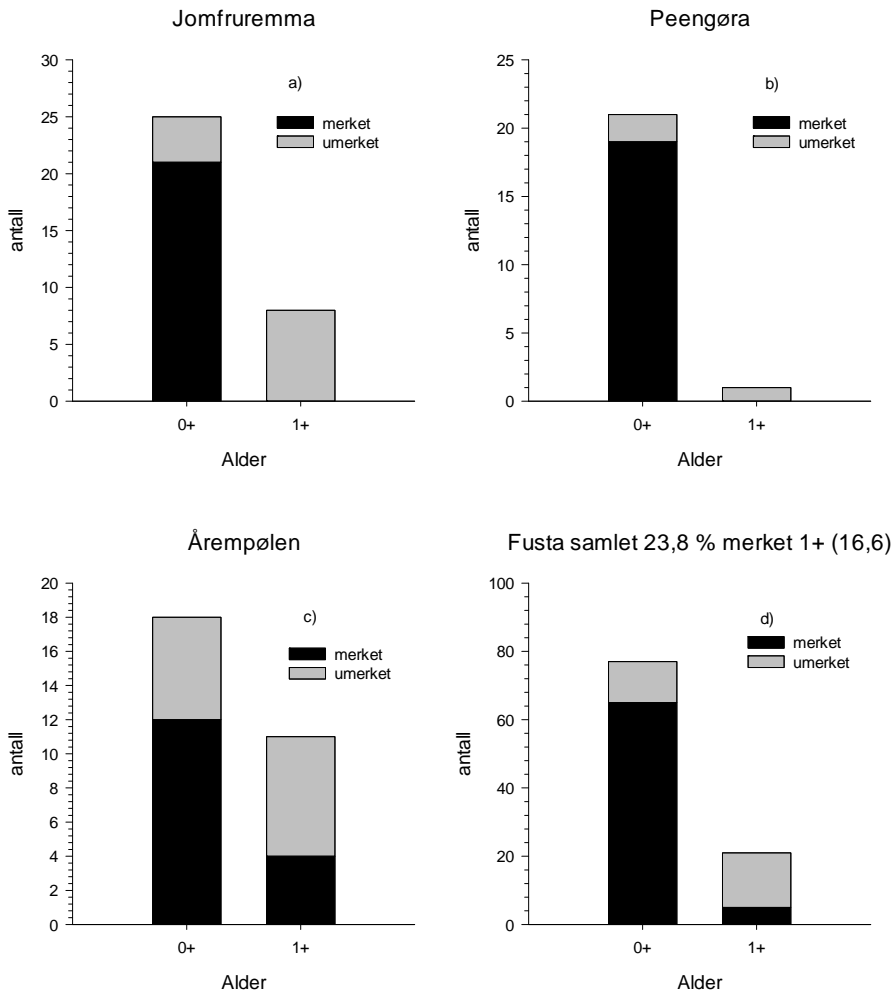 Jomfruremma
a)
merket
umerket
antall
30
25
20
15
10
5
0
0+ 1+
Alder
Peengøra
b)
merket
umerket
antall
25
20
15
10
5
0
0+ 1+
Alder
Årempølen
c)
merket
umerket
antall
20
18
16
14
12
10
8
6
4
2
0
0+ 1+
Alder
Fusta samlet 23,8 % merket 1+ (16,6)
d)
merket
umerket
antall
100
80
60
40
20
0
0+ 1+
Alder